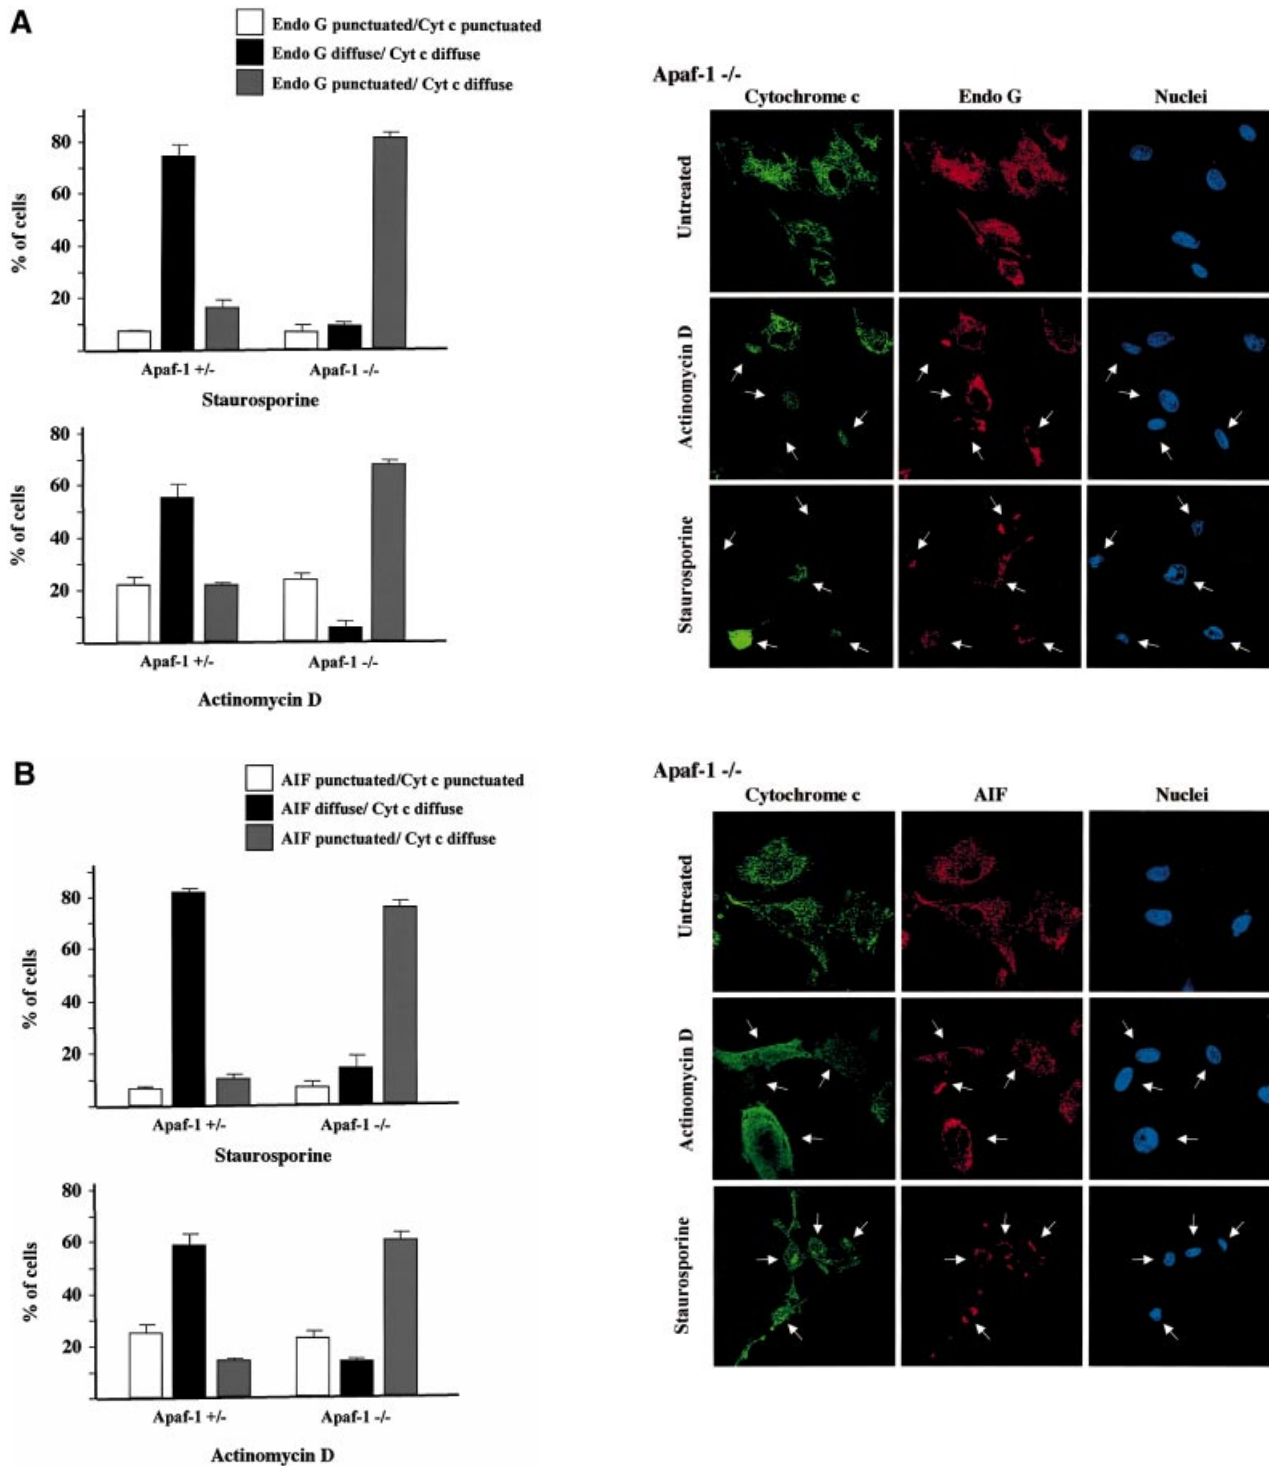 A
Endo G punctuated/Cyt c punctuated
Endo G diffuse/ Cyt c diffuse
Endo G punctuated/ Cyt c diffuse
% of cells
80
60
40
20
Apaf-1 +/-
Apaf-1 -/-
Staurosporine
% of cells
80
60
40
20
Apaf-1 +/-
Apaf-1 -/-
Actinomycin D
Apaf-1 -/-
Cytochrome c
Endo G
Nuclei
Untreated
Actinomycin D
Staurosporine
B
AIF punctuated/Cyt c punctuated
AIF diffuse/ Cyt c diffuse
AIF punctuated/ Cyt c diffuse
% of cells
80
60
40
20
Apaf-1 +/-
Apaf-1 -/-
Staurosporine
% of cells
80
60
40
20
Apaf-1 +/-
Apaf-1 -/-
Actinomycin D
Apaf-1 -/-
Cytochrome c
AIF
Nuclei
Untreated
Actinomycin D
Staurosporine